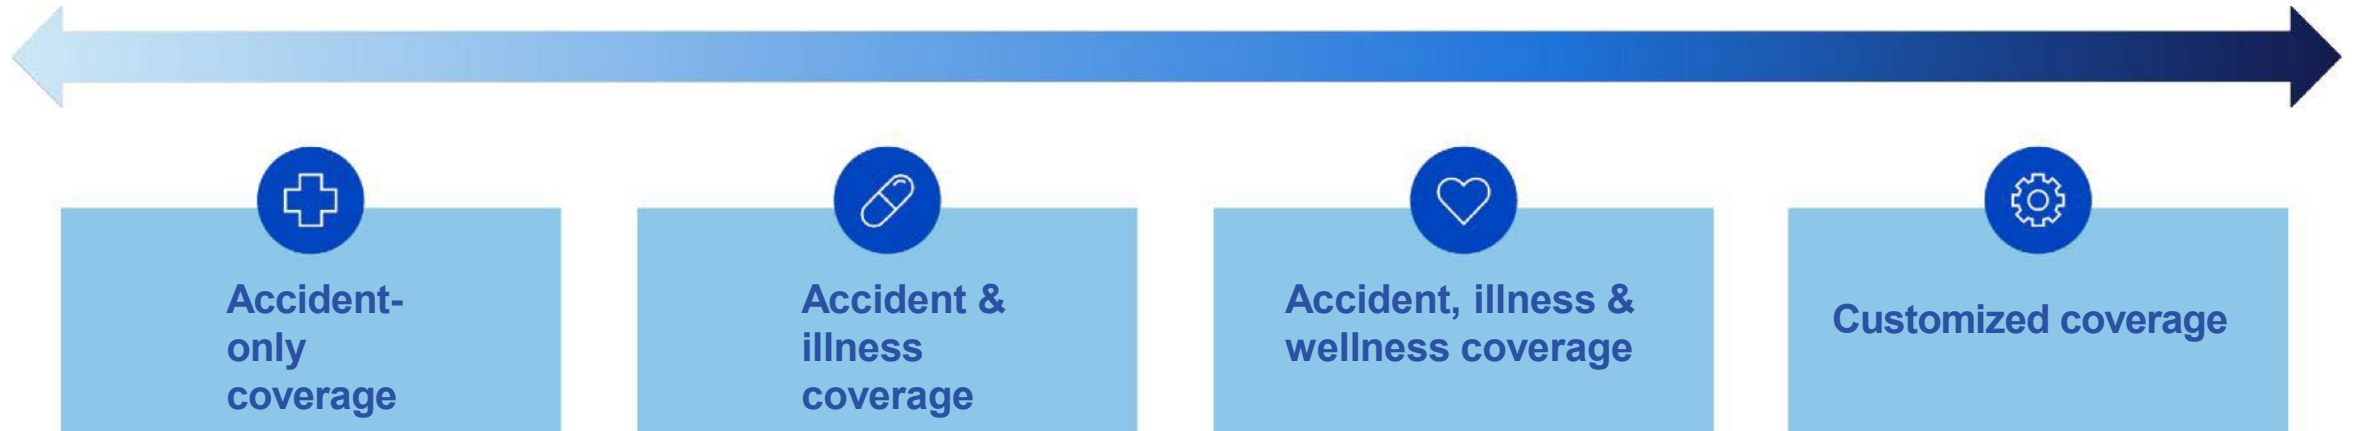 Accident-
only
coverage
Accident &
illness
coverage
Accident, illness &
wellness coverage
Customized coverage